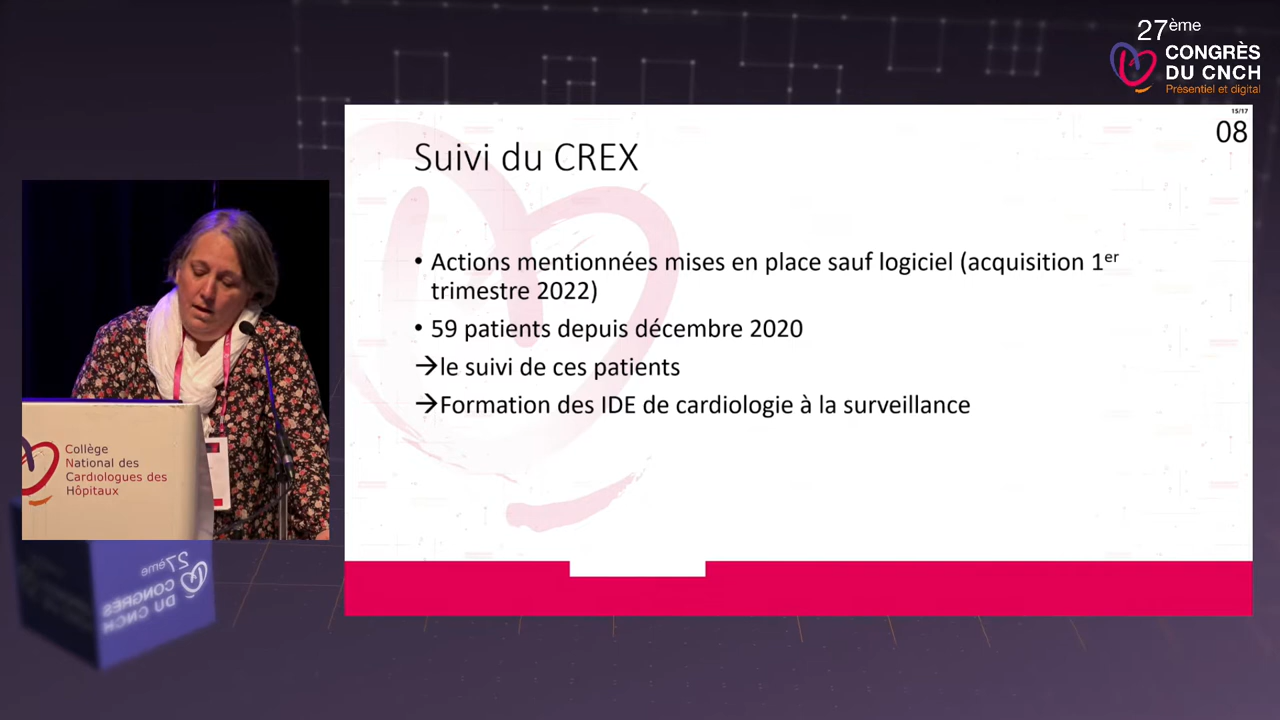 27ème
CONGRÈS
DU CNCH
Présentiel et digital
15/17
08
Suivi du CREX
• Actions mentionnées mises en place sauf logiciel (acquisition 1er
trimestre 2022)
• 59 patients depuis décembre 2020
→le suivi de ces patients
→Formation des IDE de cardiologie à la surveillance
Collège
National des
Cardiologues des
Hôpitaux
27ème
CONGRÈS
DU CNCH